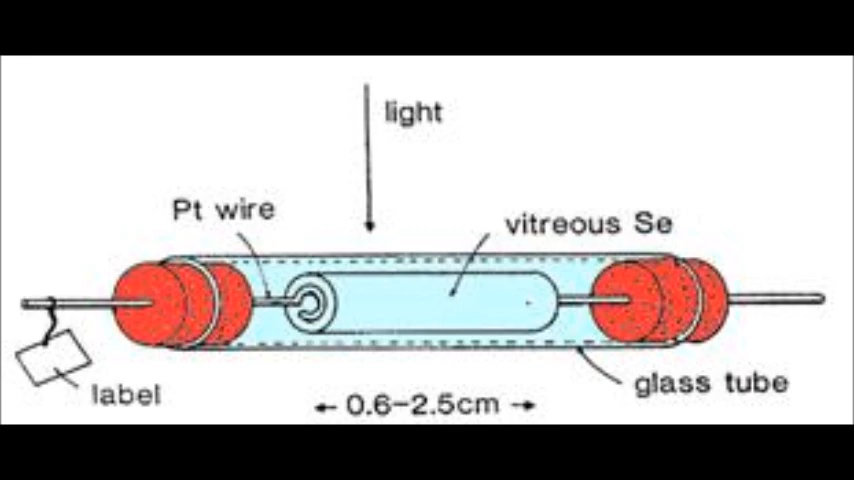 light
Pt wire
vitreous Se
label
glass tube
← 0.6–2.5cm →